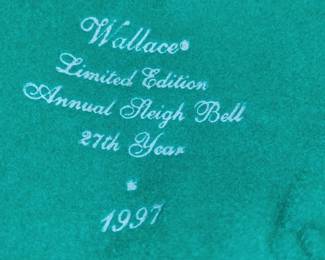 Wallace®
Limited Edition
Annual Sleigh Bell
27th Year
1997